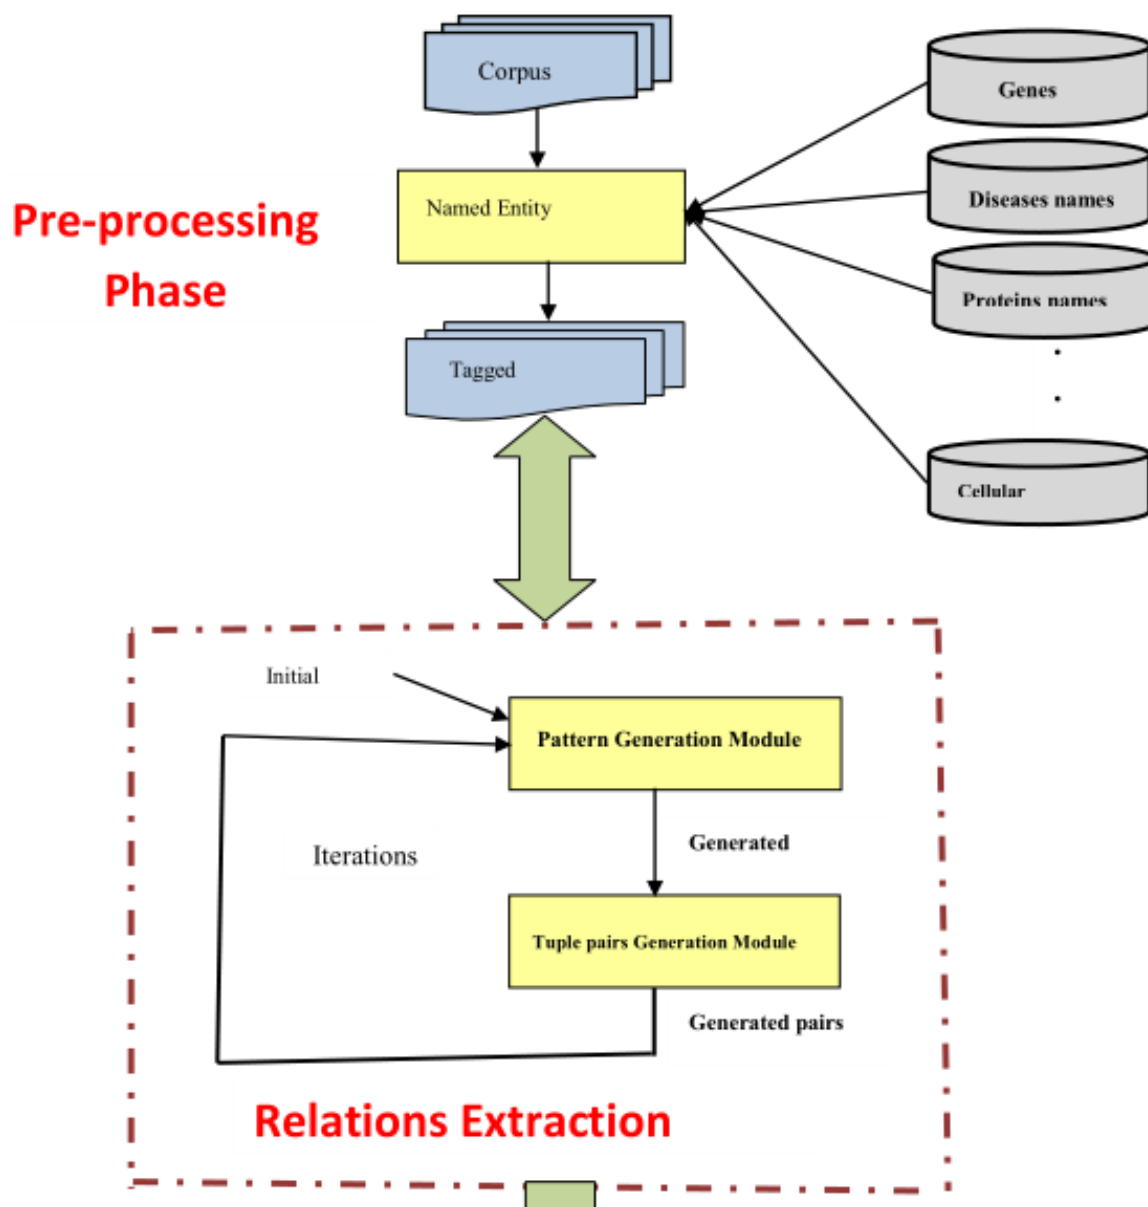 Corpus
Genes
Named Entity
Diseases names
Pre-processing
Phase
Proteins names
.
.
Tagged
Cellular
Initial
Pattern Generation Module
Generated
Iterations
Tuple pairs Generation Module
Generated pairs
Relations Extraction